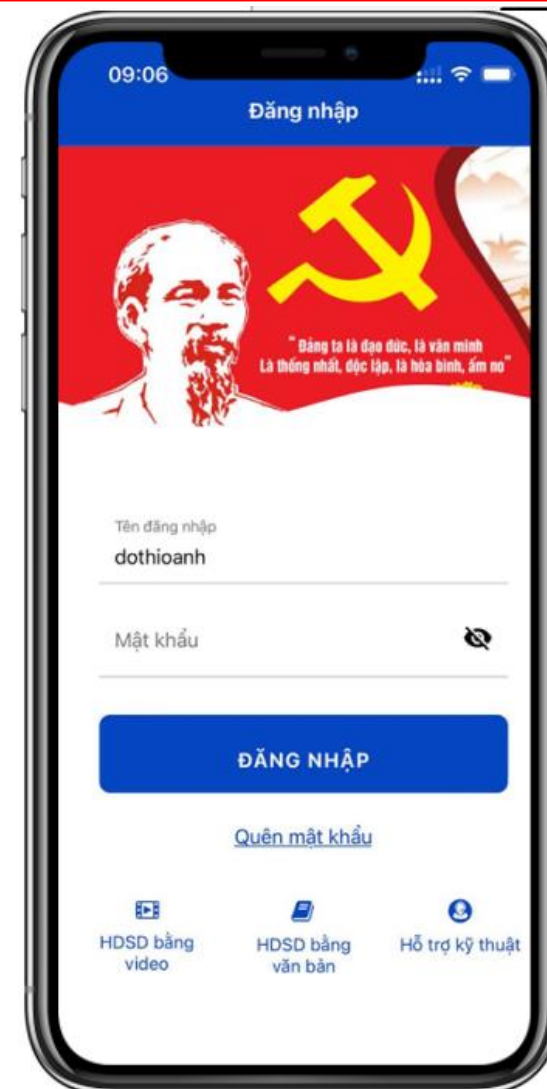 09:06
Đăng nhập
"Đảng ta là đạo đức, là văn minh
Là thống nhất, độc lập, là hòa bình, ấm no"
Tên đăng nhập
dothioanh
Mật khẩu
ĐĂNG NHẬP
Quên mật khẩu
HDSD bằng
video
HDSD bằng
văn bản
Hỗ trợ kỹ thuật